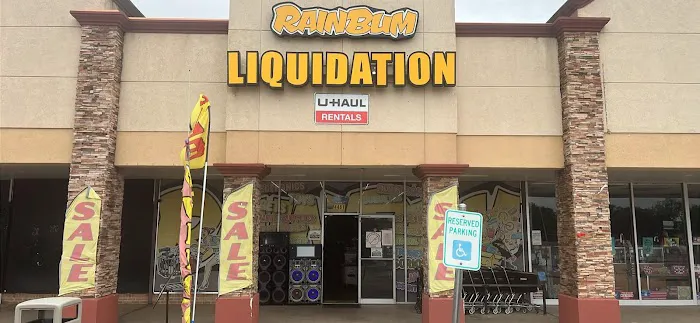 RAINBUM
LIQUIDATION
U-HAUL
RENTALS
SALE
SALE
SALE
RESERVED
PARKING